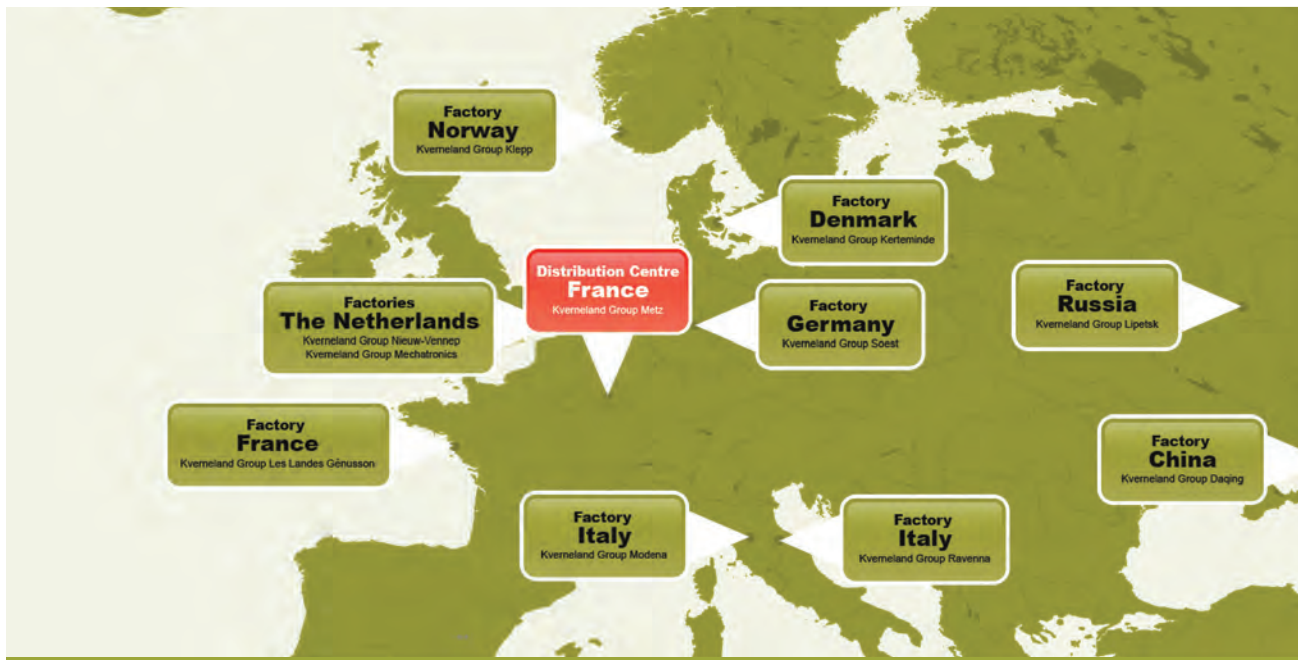 Factory
Norway
Kverneland Group Klepp
Factory
Denmark
Kverneland Group Kerteminde
Distribution Centre
France
Kverneland Group Metz
Factories
The Netherlands
Kverneland Group Nieuw-Vennep
Kverneland Group Mechatronics
Factory
Germany
Kverneland Group Soest
Factory
Russia
Kverneland Group Lipetsk
Factory
France
Kverneland Group Les Landes Génusson
Factory
China
Kverneland Group Daqing
Factory
Italy
Kverneland Group Modena
Factory
Italy
Kverneland Group Ravenna